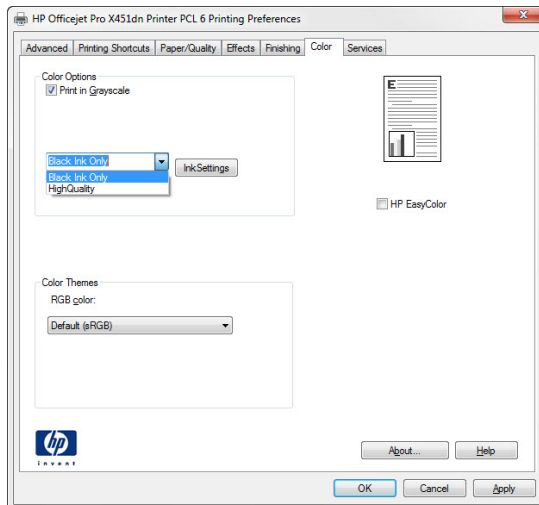 HP Officejet Pro X451dn Printer PCL 6 Printing Preferences
Advanced Printing Shortcuts Paper/Quality Effects Finishing Color Services
Color Options
Print in Grayscale
E
Black Ink Only
InkSettings
Black Ink Only
HighQuality
HP EasyColor
Color Themes
RGB color:
Default (sRGB)
hp
invent
About...
Help
OK
Cancel
Apply